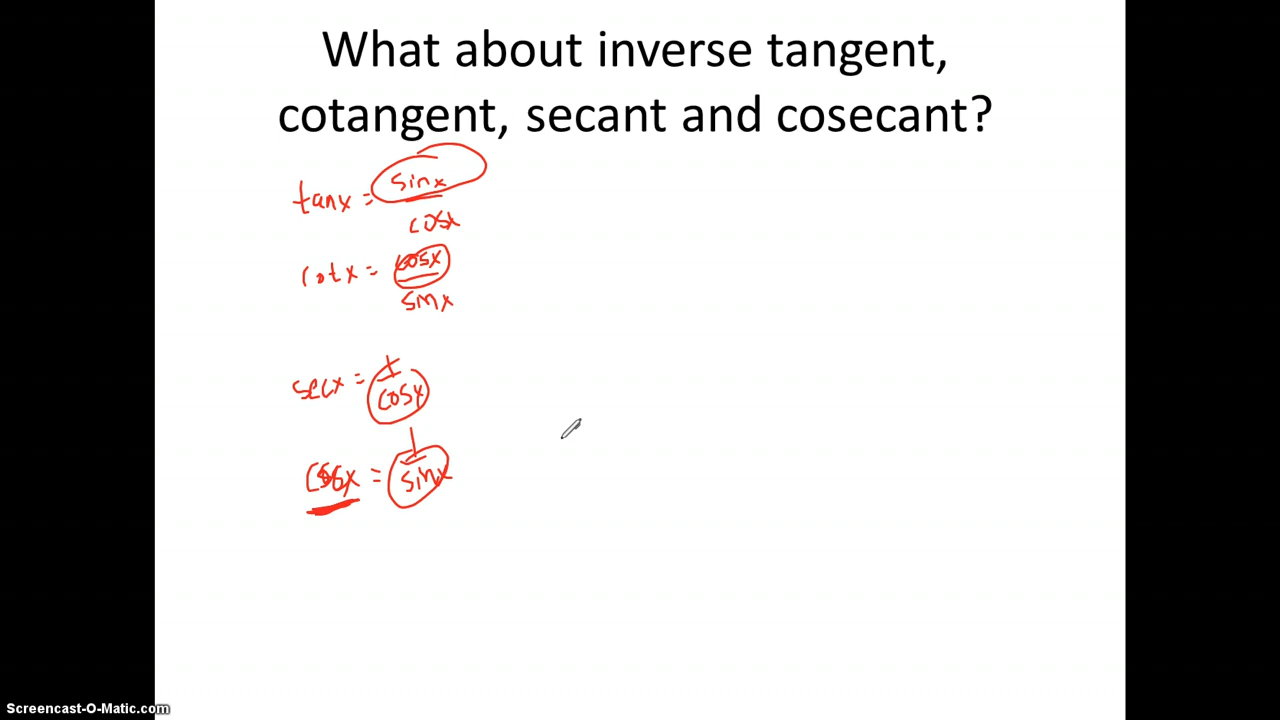 What about inverse tangent,
cotangent, secant and cosecant?
tanx = sinx
cosx
cotx = cosx
sinx
secx = 1
cosx
1
= sinx
Screencast-O-Matic.com